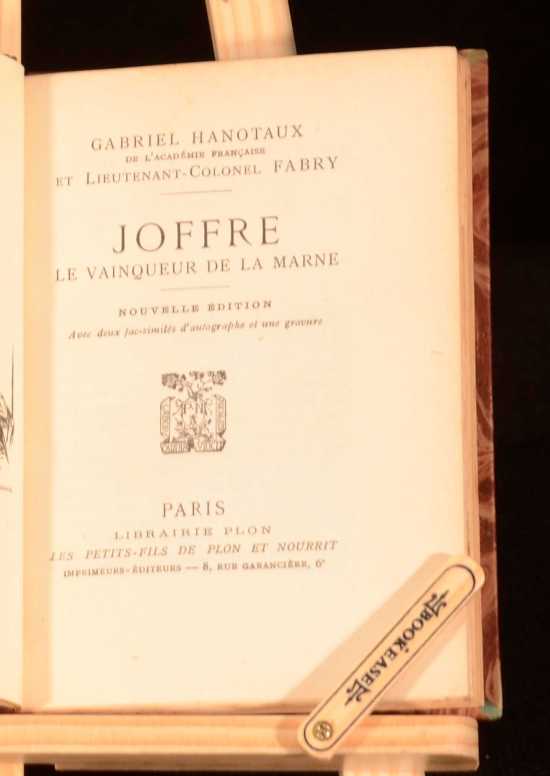 GABRIEL HANOTAUX
DE L'ACADÉMIE FRANÇAISE
ET LIEUTENANT-COLONEL FABRY
JOFFRE
LE VAINQUEUR DE LA MARNE
NOUVELLE ÉDITION
Avec deux fac-similés d'autographe et une gravure
PARIS
LIBRAIRIE PLON
LES PETITS-FILS DE PLON ET NOURRIT
IMPRIMEURS-ÉDITEURS — 8, RUE GARANCIÈRE, 6e
BOOKEASE